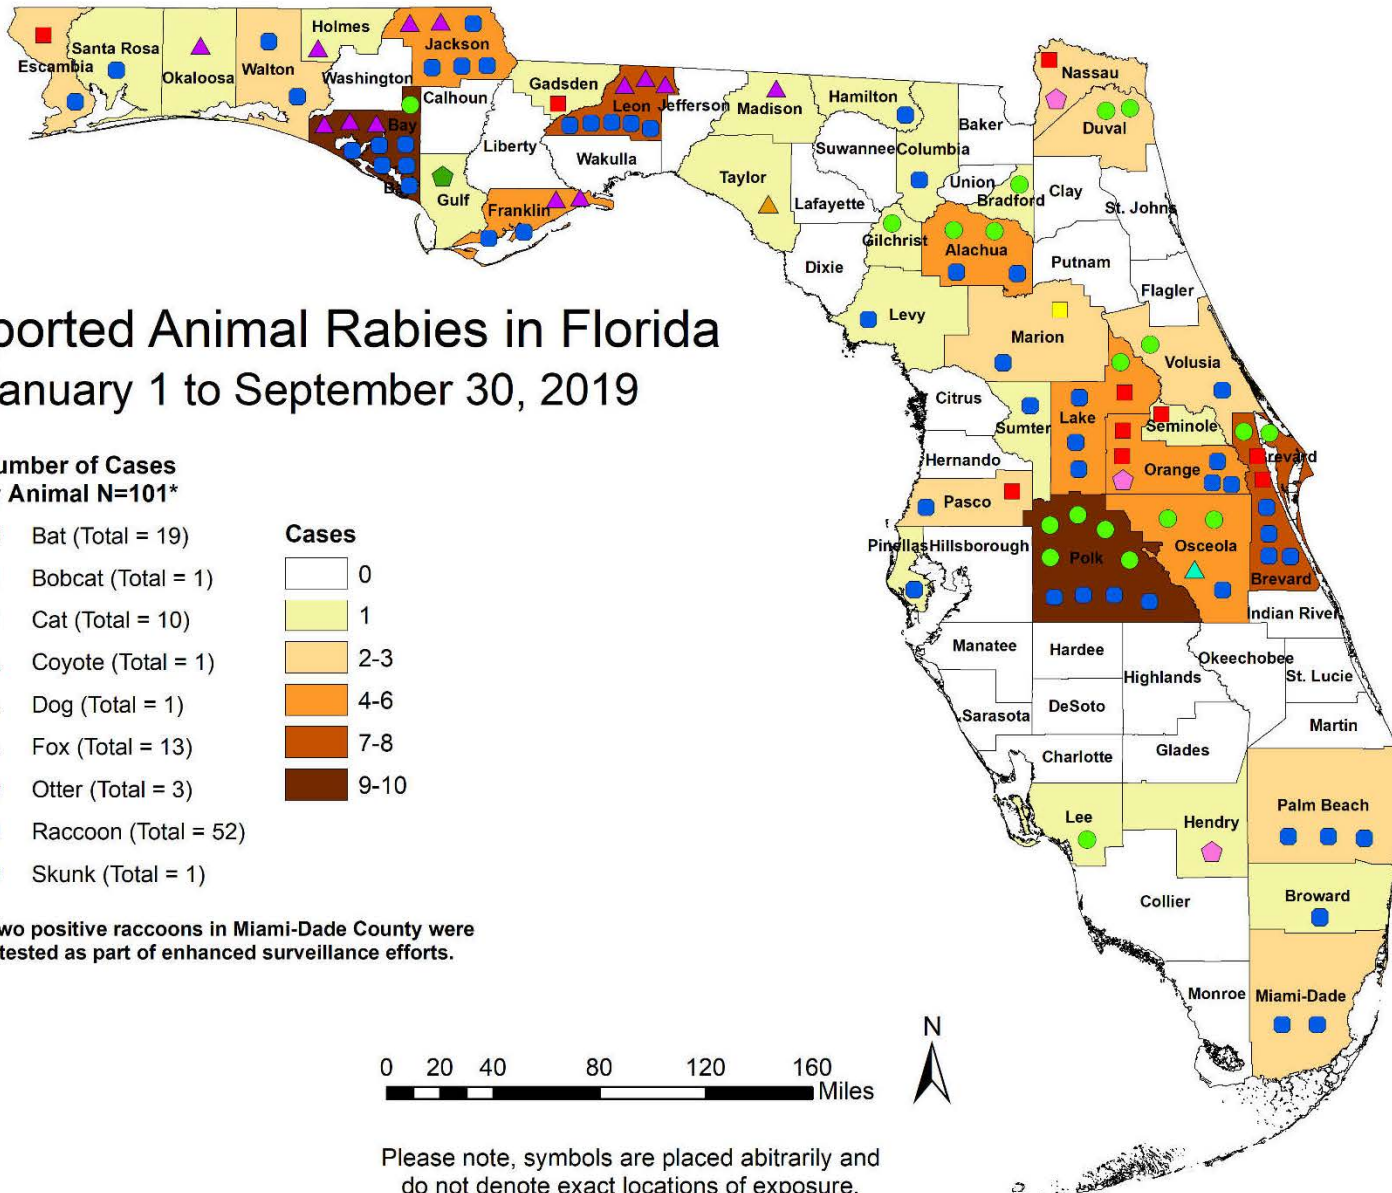 Holmes
Jackson
Santa Rosa
Escambia
Okaloosa
Walton
Washington
Calhoun
Gadsden
Leon
Jefferson
Madison
Hamilton
Nassau
Duval
Baker
Bay
Liberty
Wakulla
Suwannee
Columbia
Taylor
Union
Bradford
Clay
Gulf
Franklin
Lafayette
St. Johns
Gilchrist
Alachua
Dixie
Putnam
Flagler
Levy
Marion
Volusia
ported Animal Rabies in Florida
anuary 1 to September 30, 2019
Citrus
Sumter
Lake
Seminole
Hernando
Orange
revard
Pasco
Pinellas
Hillsborough
Polk
Osceola
Brevard
Indian River
Manatee
Hardee
Highlands
Okeechobee
St. Lucie
Sarasota
DeSoto
Martin
Charlotte
Glades
Lee
Hendry
Palm Beach
Collier
Broward
Monroe
Miami-Dade
umber of Cases
Animal N=101*
Bat (Total = 19)
Bobcat (Total = 1)
Cat (Total = 10)
Coyote (Total = 1)
Dog (Total = 1)
Fox (Total = 13)
Otter (Total = 3)
Raccoon (Total = 52)
Skunk (Total = 1)
Cases
0
1
2-3
4-6
7-8
9-10
wo positive raccoons in Miami-Dade County were
tested as part of enhanced surveillance efforts.
N
0 20 40 80 120 160
Miles
Please note, symbols are placed abitrarily and
do not denote exact locations of exposure.